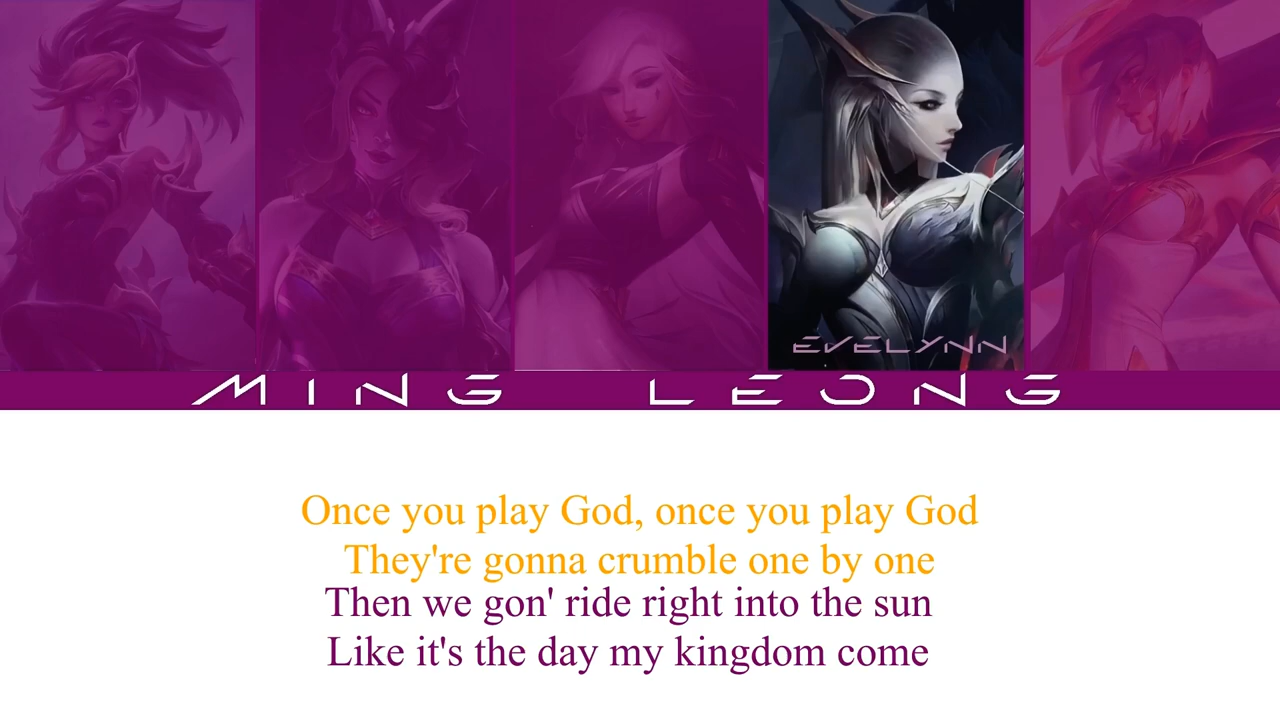 EVELYNN
MING LEONG
Once you play God, once you play God
They're gonna crumble one by one
Then we gon' ride right into the sun
Like it's the day my kingdom come